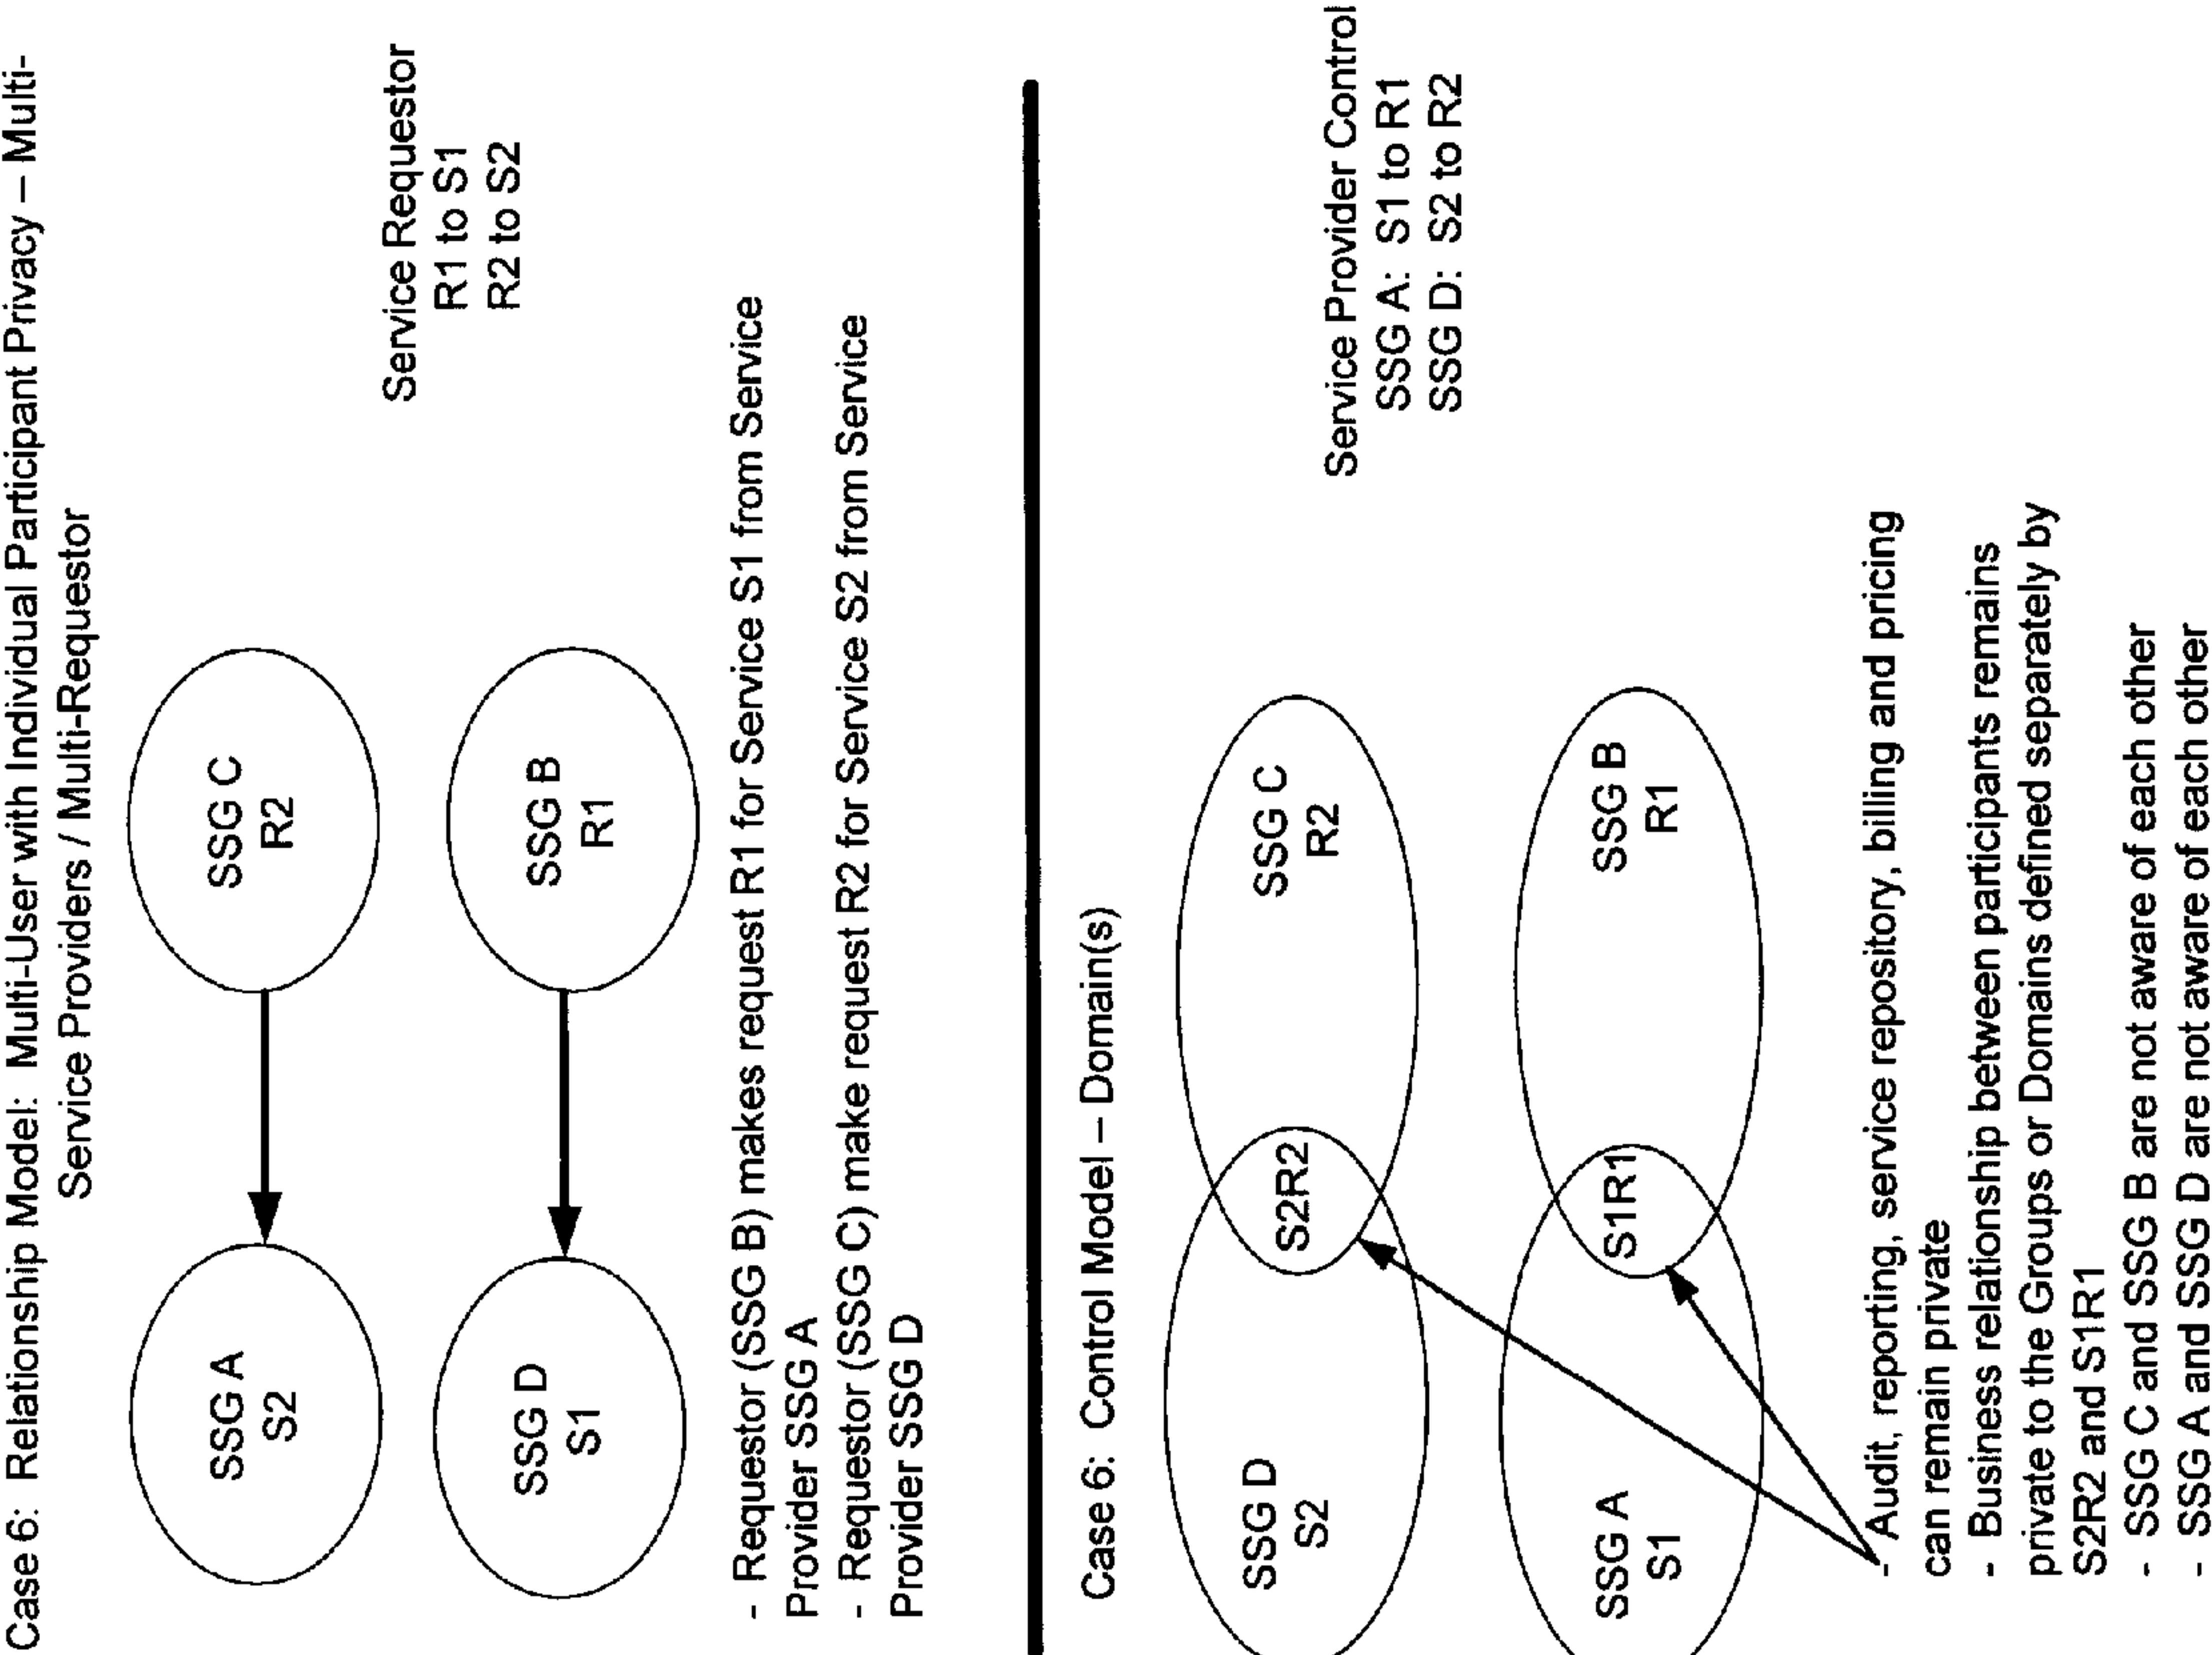 Case 6: Relationship Model: Multi-User with Individual Participant Privacy – Multi-
Service Providers / Multi-Requestor
SSG A
S2
SSG C
R2
SSG D
S1
SSG B
R1
Service Requestor
R1 to S1
R2 to S2
- Requestor (SSG B) makes request R1 for Service S1 from Service
Provider SSG A
- Requestor (SSG C) make request R2 for Service S2 from Service
Provider SSG D
Case 6: Control Model – Domain(s)
SSG D
S2
S2R2
SSG C
R2
SSG A
S1
S1R1
SSG B
R1
Service Provider Control
SSG A: S1 to R1
SSG D: S2 to R2
- Audit, reporting, service repository, billing and pricing
can remain private
- Business relationship between participants remains
private to the Groups or Domains defined separately by
S2R2 and S1R1
- SSG C and SSG B are not aware of each other
- SSG A and SSG D are not aware of each other